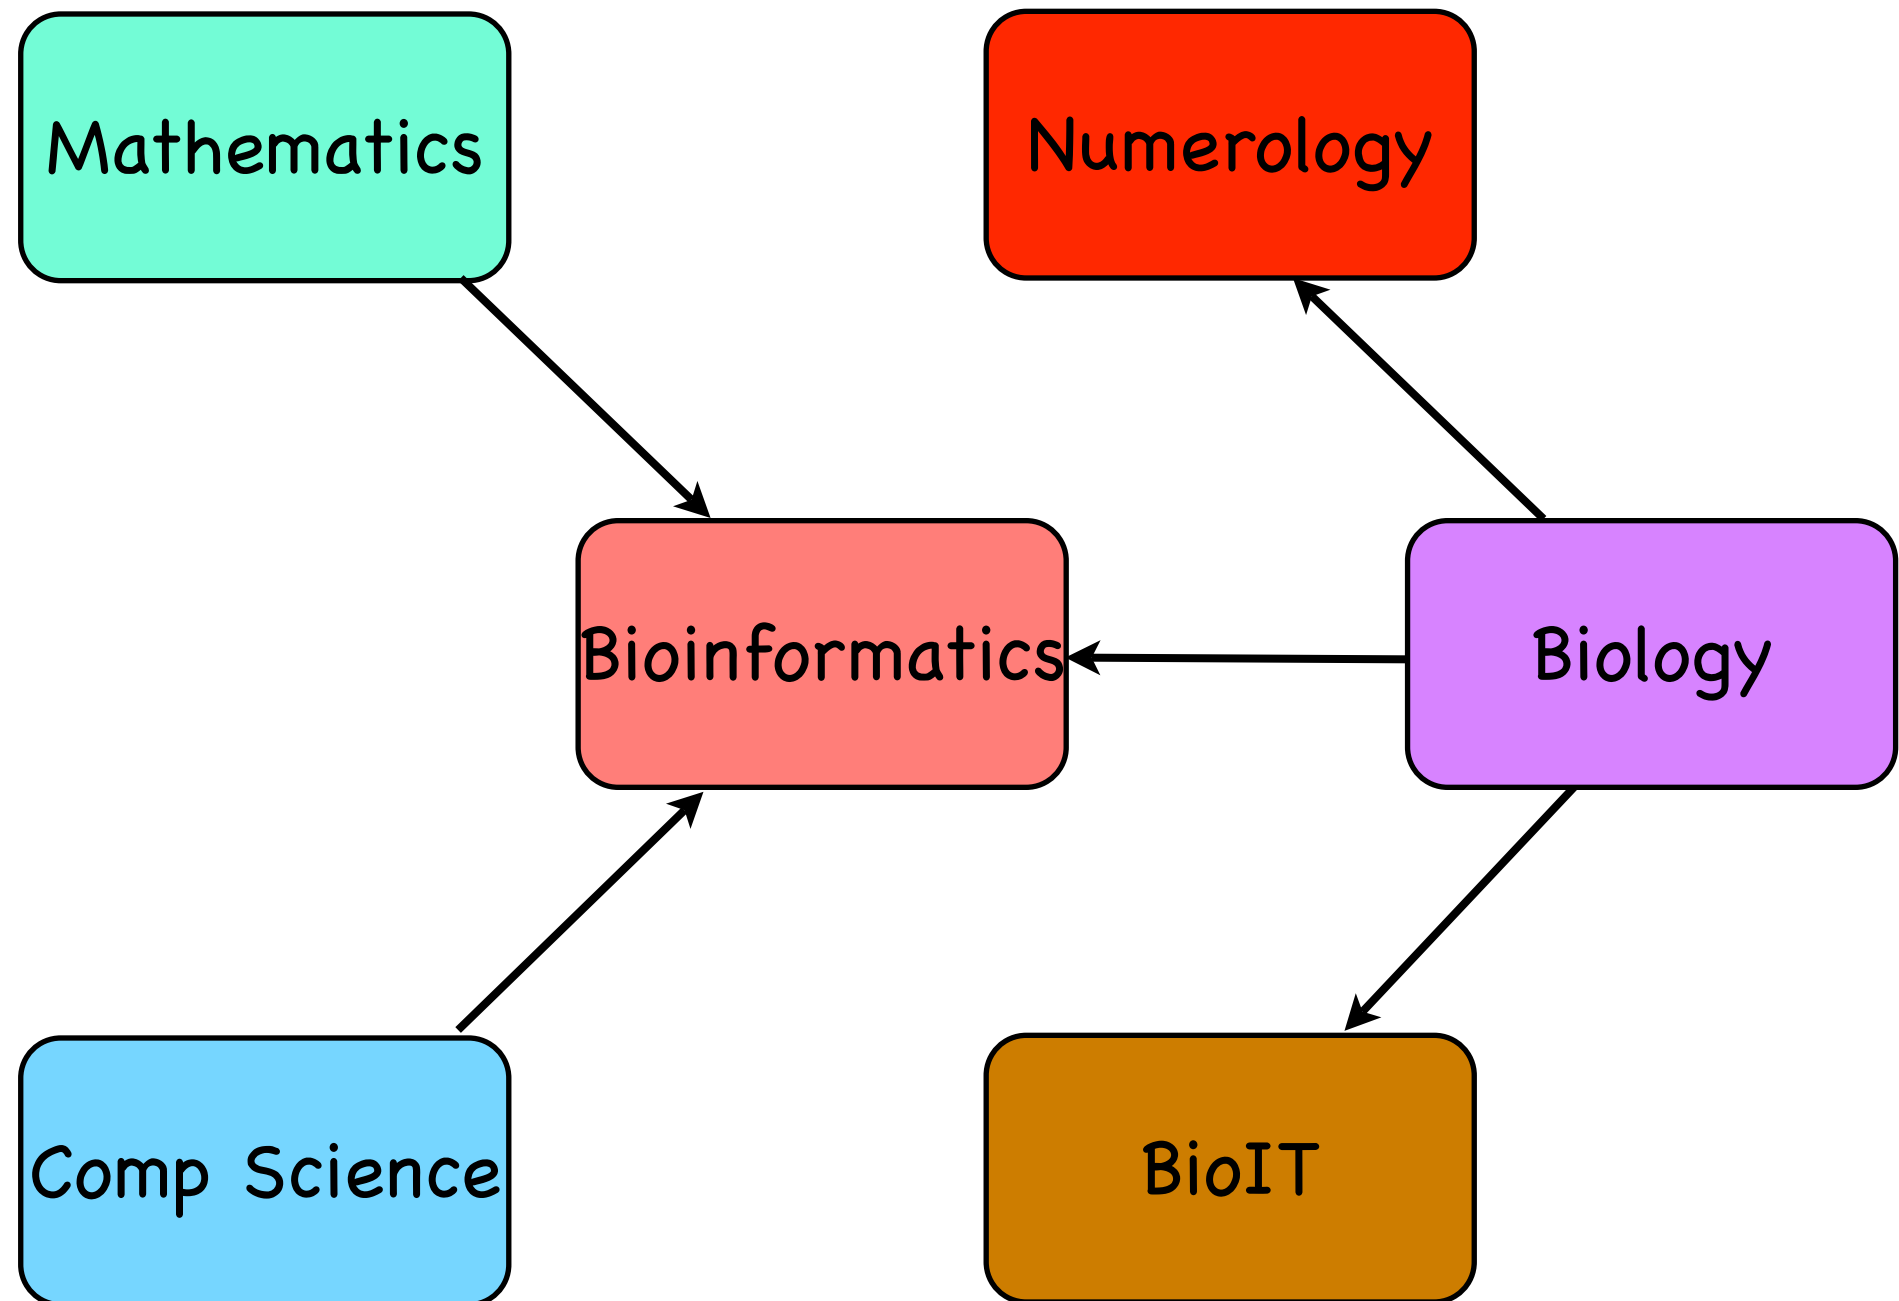 Mathematics
Numerology
Bioinformatics
Biology
Comp Science
BioIT